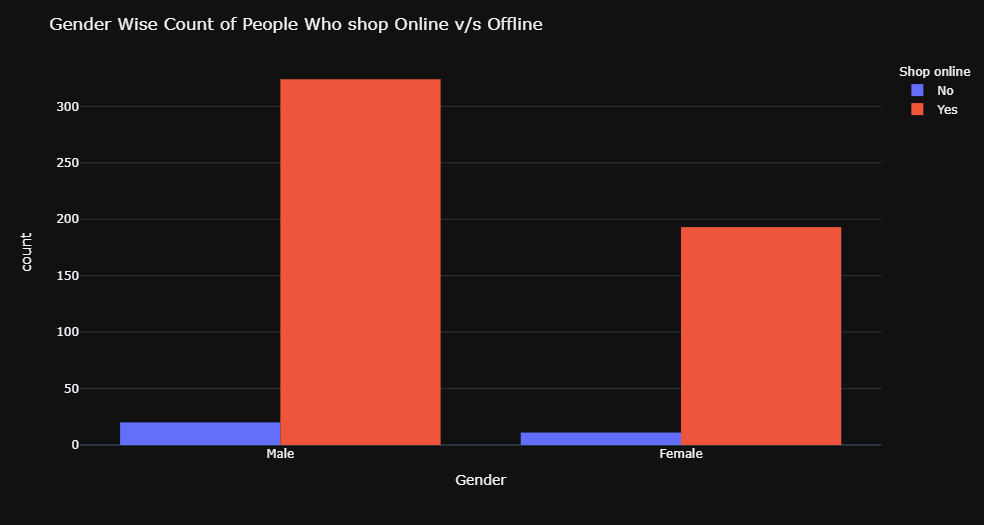 Gender Wise Count of People Who shop Online v/s Offline
Shop online
No
Yes
300
250
200
150
100
50
0
count
Male
Female
Gender